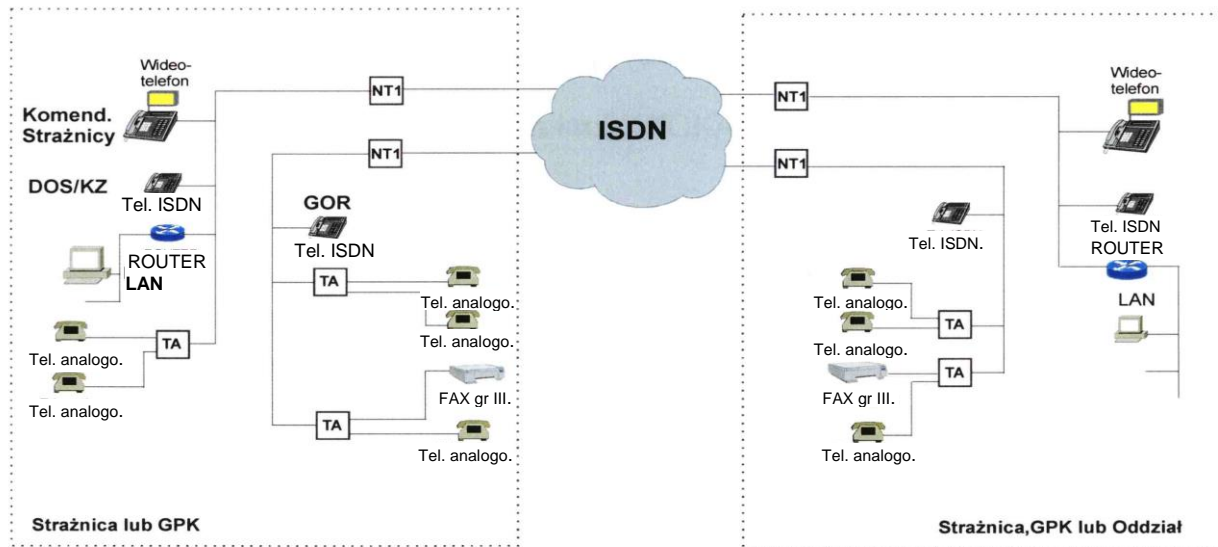 Wideo-
telefon
Komend.
Strażnicy
NT1
DOS/KZ
Tel. ISDN
ROUTER
LAN
TA
Tel. analogo.
Tel. analogo.
NT1
GOR
Tel. ISDN
TA
Tel. analogo.
Tel. analogo.
TA
FAX gr III.
Tel. analogo.
Strażnica lub GPK
ISDN
NT1
NT1
Wideo-
telefon
Tel. ISDN.
Tel. ISDN
ROUTER
LAN
Tel. analogo.
TA
Tel. analogo.
TA
FAX gr III.
Tel. analogo.
Strażnica,GPK lub Oddział